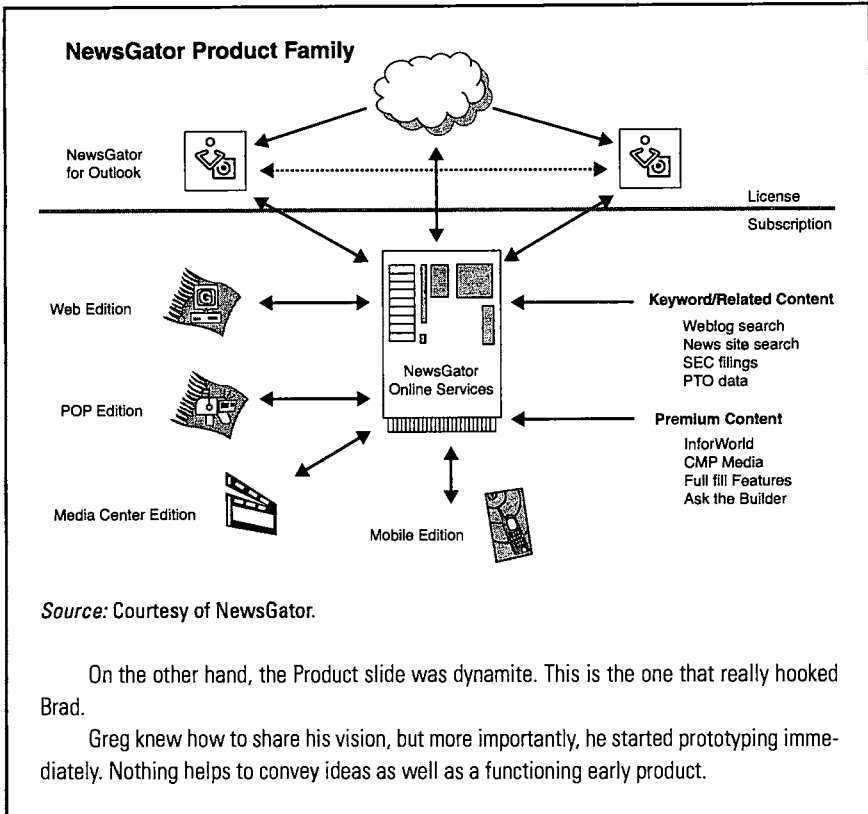 NewsGator Product Family
NewsGator
for Outlook
License
Subscription
Web Edition
G
Keyword/Related Content
Weblog search
News site search
SEC filings
PTO data
NewsGator
Online Services
POP Edition
Premium Content
InforWorld
CMP Media
Full fill Features
Ask the Builder
Media Center Edition
Mobile Edition
Source: Courtesy of NewsGator.
On the other hand, the Product slide was dynamite. This is the one that really hooked
Brad.
Greg knew how to share his vision, but more importantly, he started prototyping imme-
diately. Nothing helps to convey ideas as well as a functioning early product.